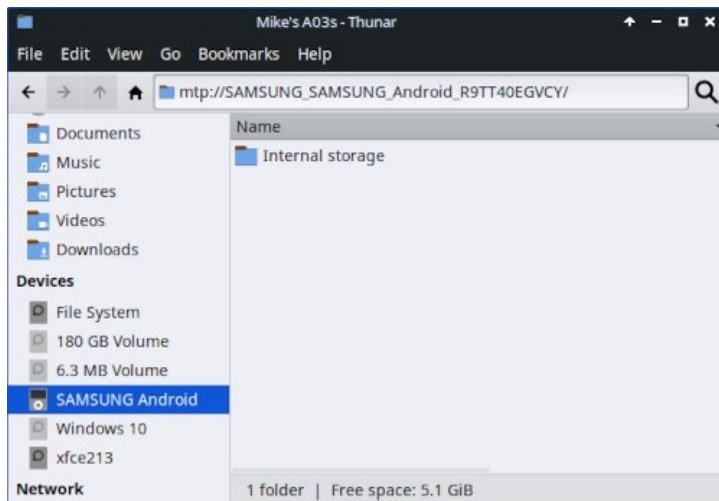 Mike's A03s - Thunar
File Edit View Go Bookmarks Help
mtp://SAMSUNG_SAMSUNG_Android_R9TT40EGVCY/
Documents
Music
Pictures
Videos
Downloads
Devices
File System
180 GB Volume
6.3 MB Volume
SAMSUNG Android
Windows 10
xfce213
Network
Name
Internal storage
1 folder | Free space: 5.1 GiB